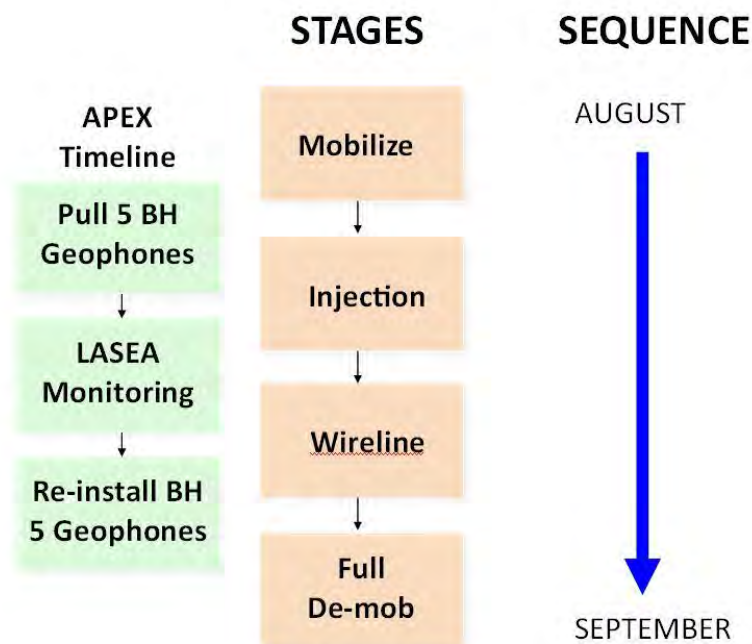 STAGES
SEQUENCE
APEX
Timeline
Pull 5 BH
Geophones
LASEA
Monitoring
Re-install BH
5 Geophones
Mobilize
Injection
Wireline
Full
De-mob
AUGUST
SEPTEMBER